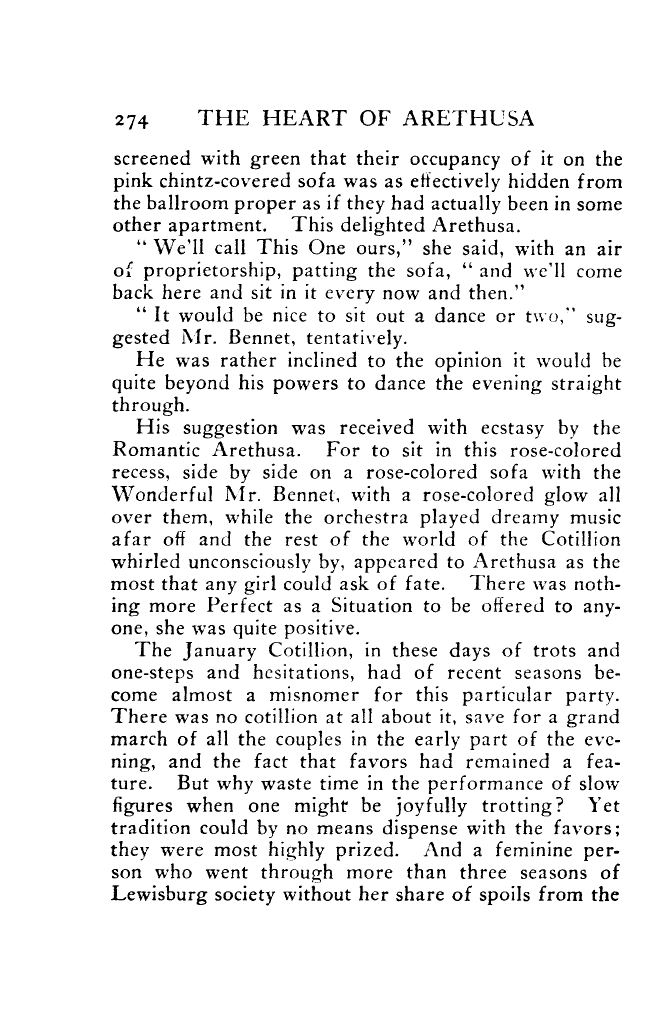 274 THE HEART OF ARETHUSA
screened with green that their occupancy of it on the
pink chintz-covered sofa was as effectively hidden from
the ballroom proper as if they had actually been in some
other apartment. This delighted Arethusa.
“We'll call This One ours,” she said, with an air
of proprietorship, patting the sofa, “and we'll come
back here and sit in it every now and then.”
“It would be nice to sit out a dance or two,” sug-
gested Mr. Bennet, tentatively.
He was rather inclined to the opinion it would be
quite beyond his powers to dance the evening straight
through.
His suggestion was received with ecstasy by the
Romantic Arethusa. For to sit in this rose-colored
recess, side by side on a rose-colored sofa with the
Wonderful Mr. Bennet, with a rose-colored glow all
over them, while the orchestra played dreamy music
afar off and the rest of the world of the Cotillion
whirled unconsciously by, appeared to Arethusa as the
most that any girl could ask of fate. There was noth-
ing more Perfect as a Situation to be offered to any-
one, she was quite positive.
The January Cotillion, in these days of trots and
one-steps and hesitations, had of recent seasons be-
come almost a misnomer for this particular party.
There was no cotillion at all about it, save for a grand
march of all the couples in the early part of the eve-
ning, and the fact that favors had remained a fea-
ture. But why waste time in the performance of slow
figures when one might be joyfully trotting? Yet
tradition could by no means dispense with the favors;
they were most highly prized. And a feminine per-
son who went through more than three seasons of
Lewisburg society without her share of spoils from the